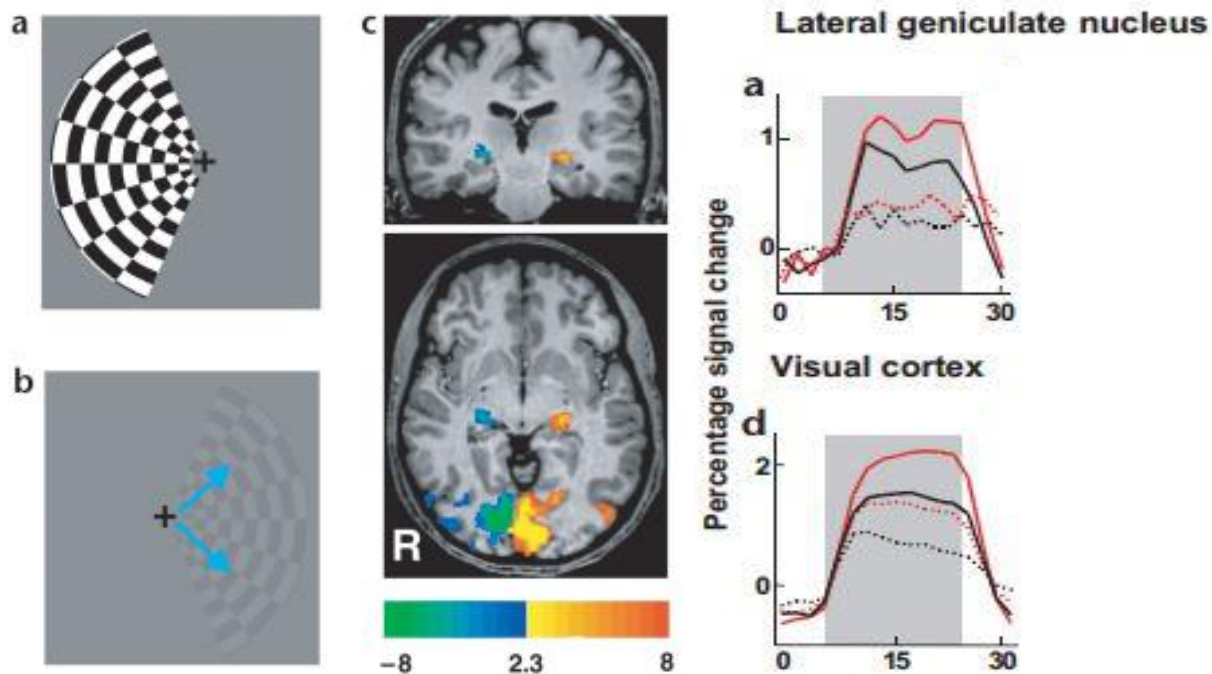 a
b
c
R
−8
2.3
8
Lateral geniculate nucleus
a
1
0
0
15
30
Percentage signal change
Visual cortex
d
2
0
0
15
30